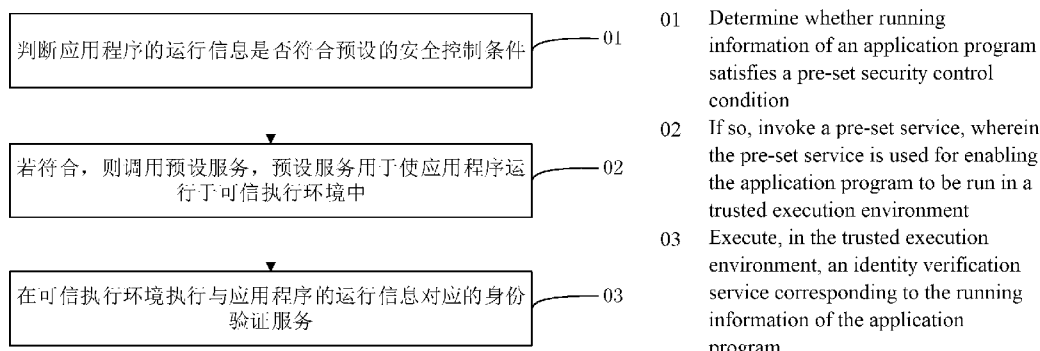 判断应用程序的运行信息是否符合预设的安全控制条件
01
若符合，则调用预设服务，预设服务用于使应用程序运
行于可信执行环境中
02
在可信执行环境执行与应用程序的运行信息对应的身份
验证服务
03
01 Determine whether running
information of an application program
satisfies a pre-set security control
condition
02 If so, invoke a pre-set service, wherein
the pre-set service is used for enabling
the application program to be run in a
trusted execution environment
03 Execute, in the trusted execution
environment, an identity verification
service corresponding to the running
information of the application
program